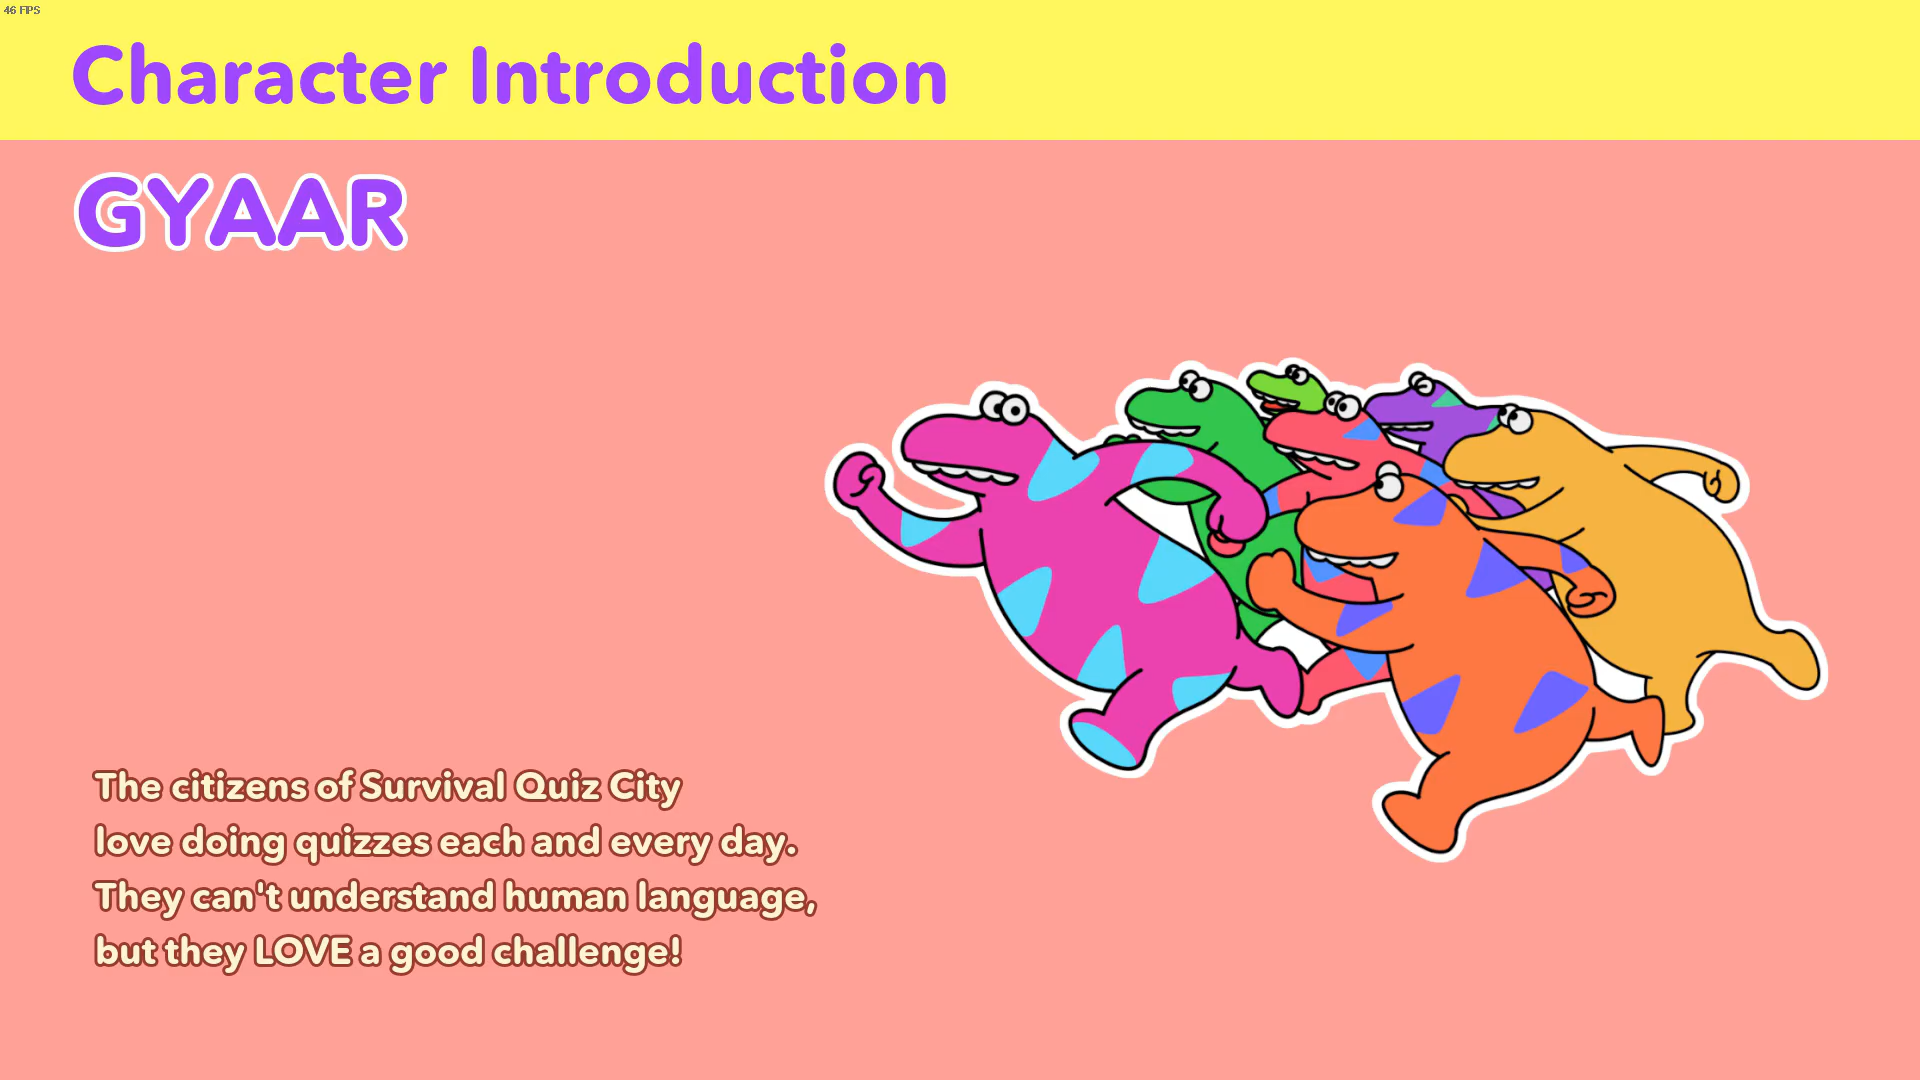 46 FPS
Character Introduction
GYAAR
The citizens of Survival Quiz City
love doing quizzes each and every day.
They can't understand human language,
but they LOVE a good challenge!